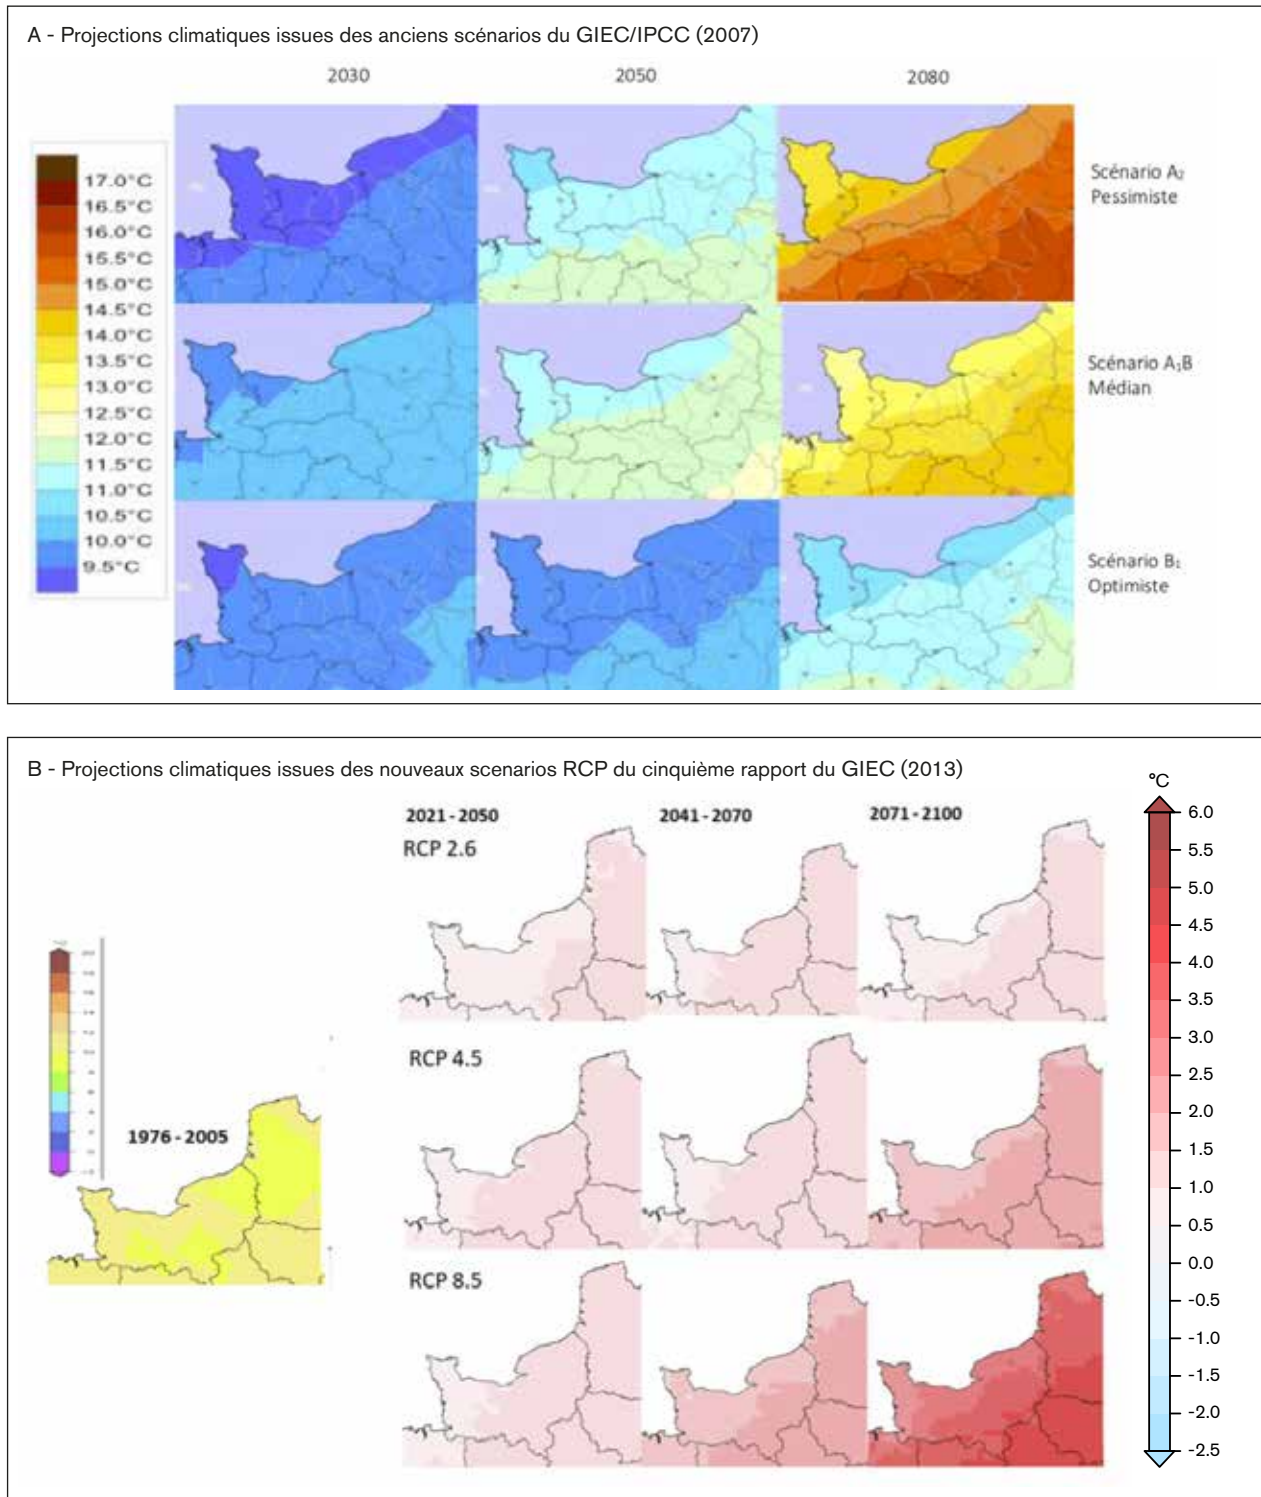 A - Projections climatiques issues des anciens scénarios du GIEC/IPCC (2007)
2030
2050
2080
17.0°C
16.5°C
16.0°C
15.5°C
15.0°C
14.5°C
14.0°C
13.5°C
13.0°C
12.5°C
12.0°C
11.5°C
11.0°C
10.5°C
10.0°C
9.5°C
Scénario A₂
Pessimiste
Scénario A₁B
Médian
Scénario B₁
Optimiste
B - Projections climatiques issues des nouveaux scenarios RCP du cinquième rapport du GIEC (2013)
1976 - 2005
2021 - 2050
2041 - 2070
2071 - 2100
RCP 2.6
RCP 4.5
RCP 8.5
°C
6.0
5.5
5.0
4.5
4.0
3.5
3.0
2.5
2.0
1.5
1.0
0.5
0.0
-0.5
-1.0
-1.5
-2.0
-2.5